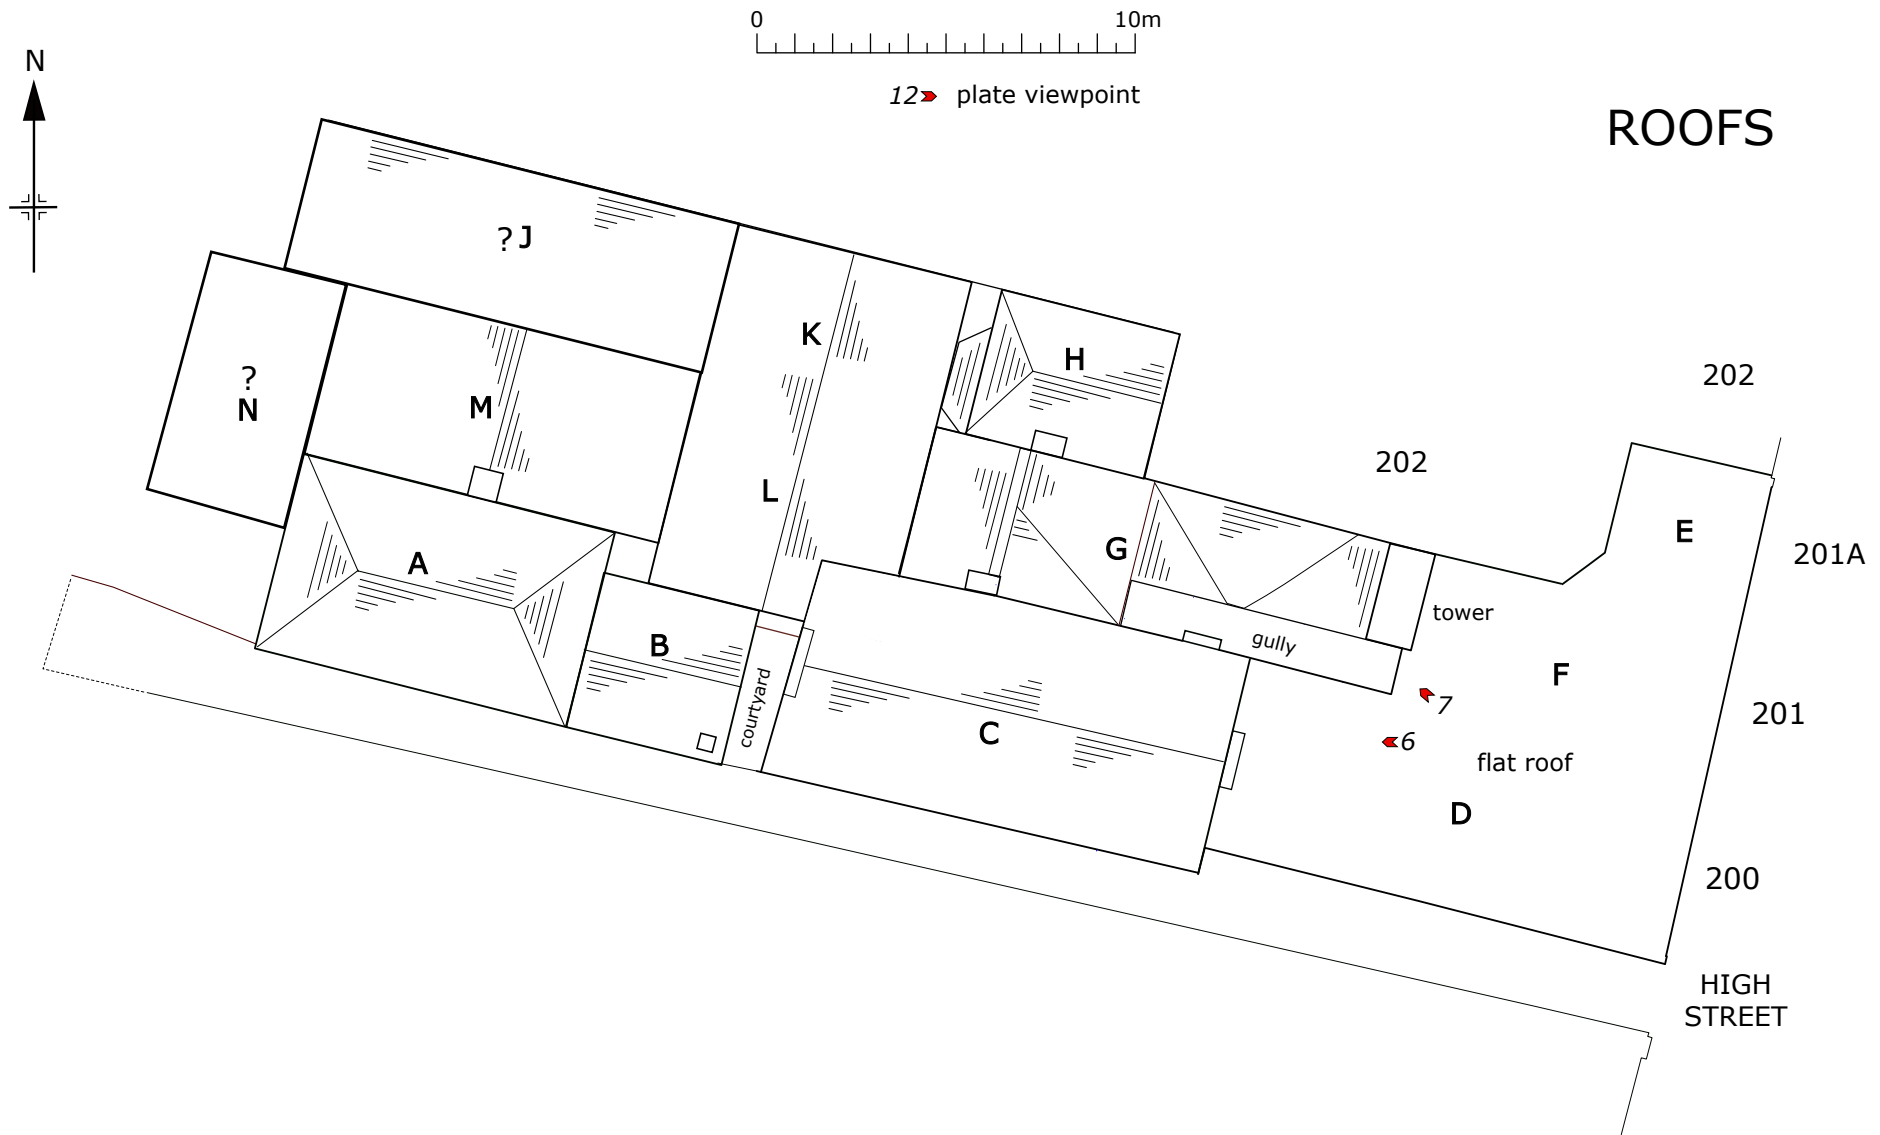 0 10m
N
12 plate viewpoint
ROOFS
? J
K
H
202
?
N
M
202
L
E
A
G
201A
tower
B
gully
courtyard
F
7
201
C
6
flat roof
D
200
HIGH
STREET